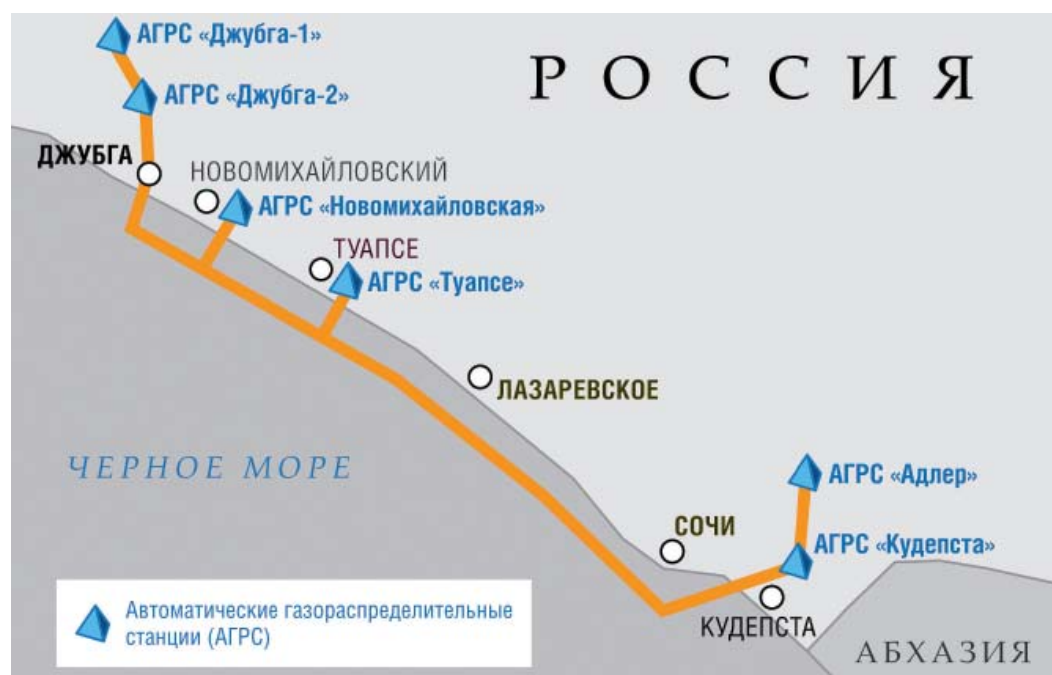 АГРС «Джубга-1»
РОССИЯ
АГРС «Джубга-2»
ДЖУБГА
НОВОМИХАЙЛОВСКИЙ
АГРС «Новомихайловская»
ТУАПСЕ
АГРС «Туапсе»
ЛАЗАРЕВСКОЕ
ЧЕРНОЕ МОРЕ
АГРС «Адлер»
СОЧИ
АГРС «Кудепста»
Автоматические газораспределительные
станции (АГРС)
КУДЕПСТА
АБХАЗИЯ